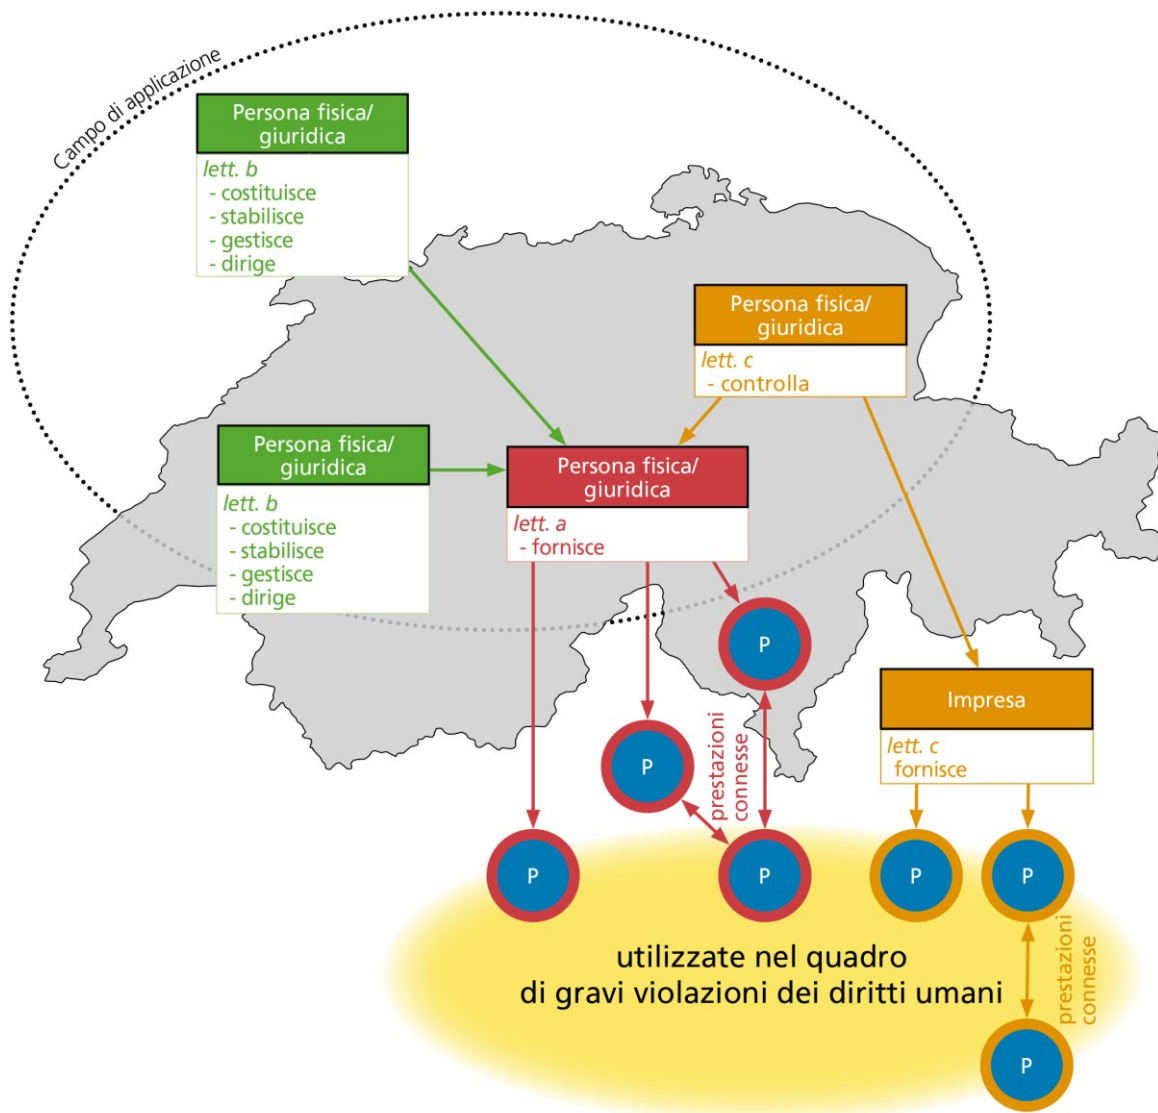 Campo di applicazione
Persona fisica/
giuridica
lett. b
- costituisce
- stabilisce
- gestisce
- dirige
Persona fisica/
giuridica
lett. c
- controlla
Persona fisica/
giuridica
lett. b
- costituisce
- stabilisce
- gestisce
- dirige
Persona fisica/
giuridica
lett. a
- fornisce
P
P
prestazioni
connesse
Impresa
lett. c
fornisce
P
P
P
P
utilizzate nel quadro
di gravi violazioni dei diritti umani
prestazioni
connesse
P